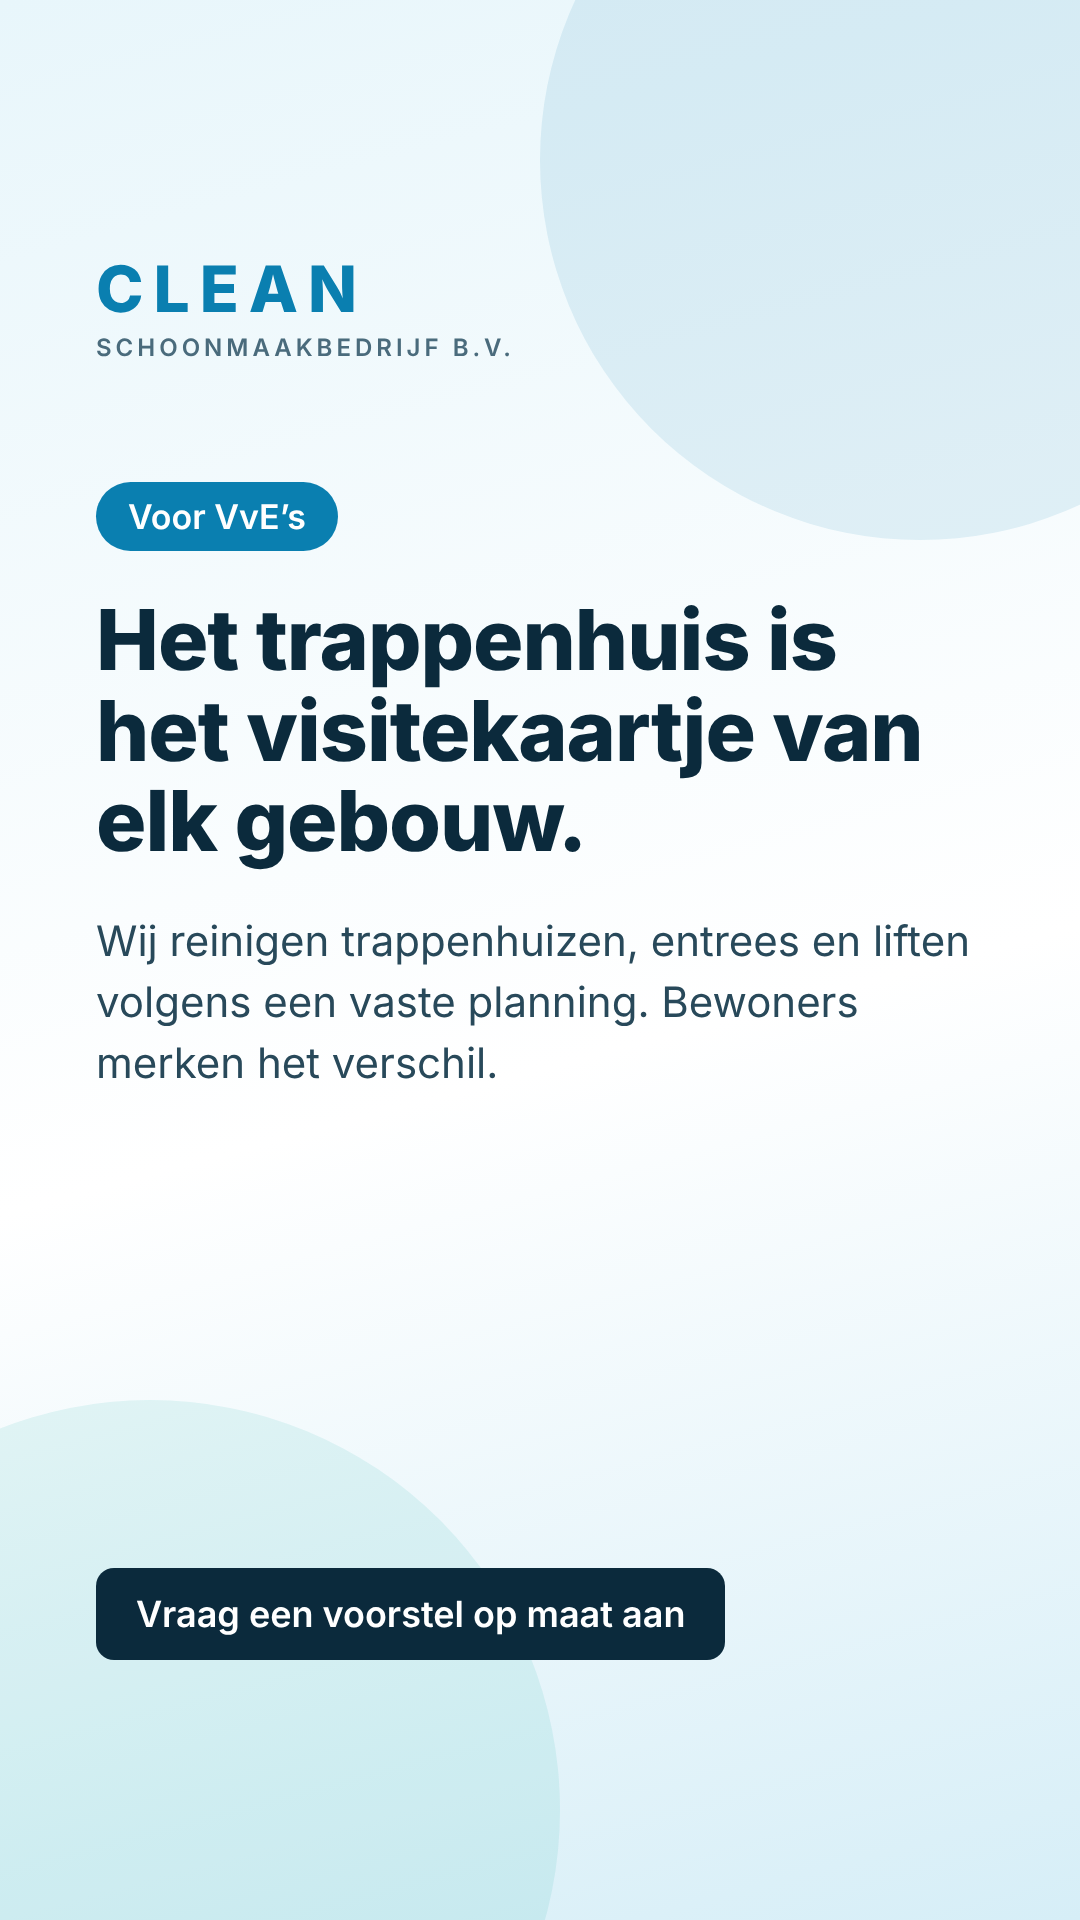 CLEAN
SCHOONMAAKBEDRIJF B.V.
Voor VvE’s
Het trappenhuis is
het visitekaartje van
elk gebouw.
Wij reinigen trappenhuizen, entrees en liften
volgens een vaste planning. Bewoners
merken het verschil.
Vraag een voorstel op maat aan